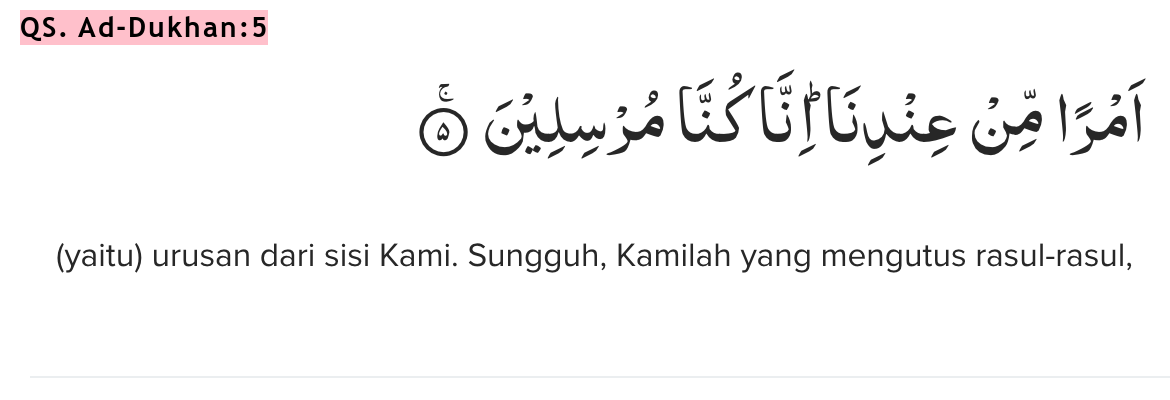 QS. Ad-Dukhan:5
اَمْرًا مِّنْ عِنْدِنَاۗ اِنَّا كُنَّا مُرْسِلِيْنَۚ ۝٥
(yaitu) urusan dari sisi Kami. Sungguh, Kamilah yang mengutus rasul-rasul,